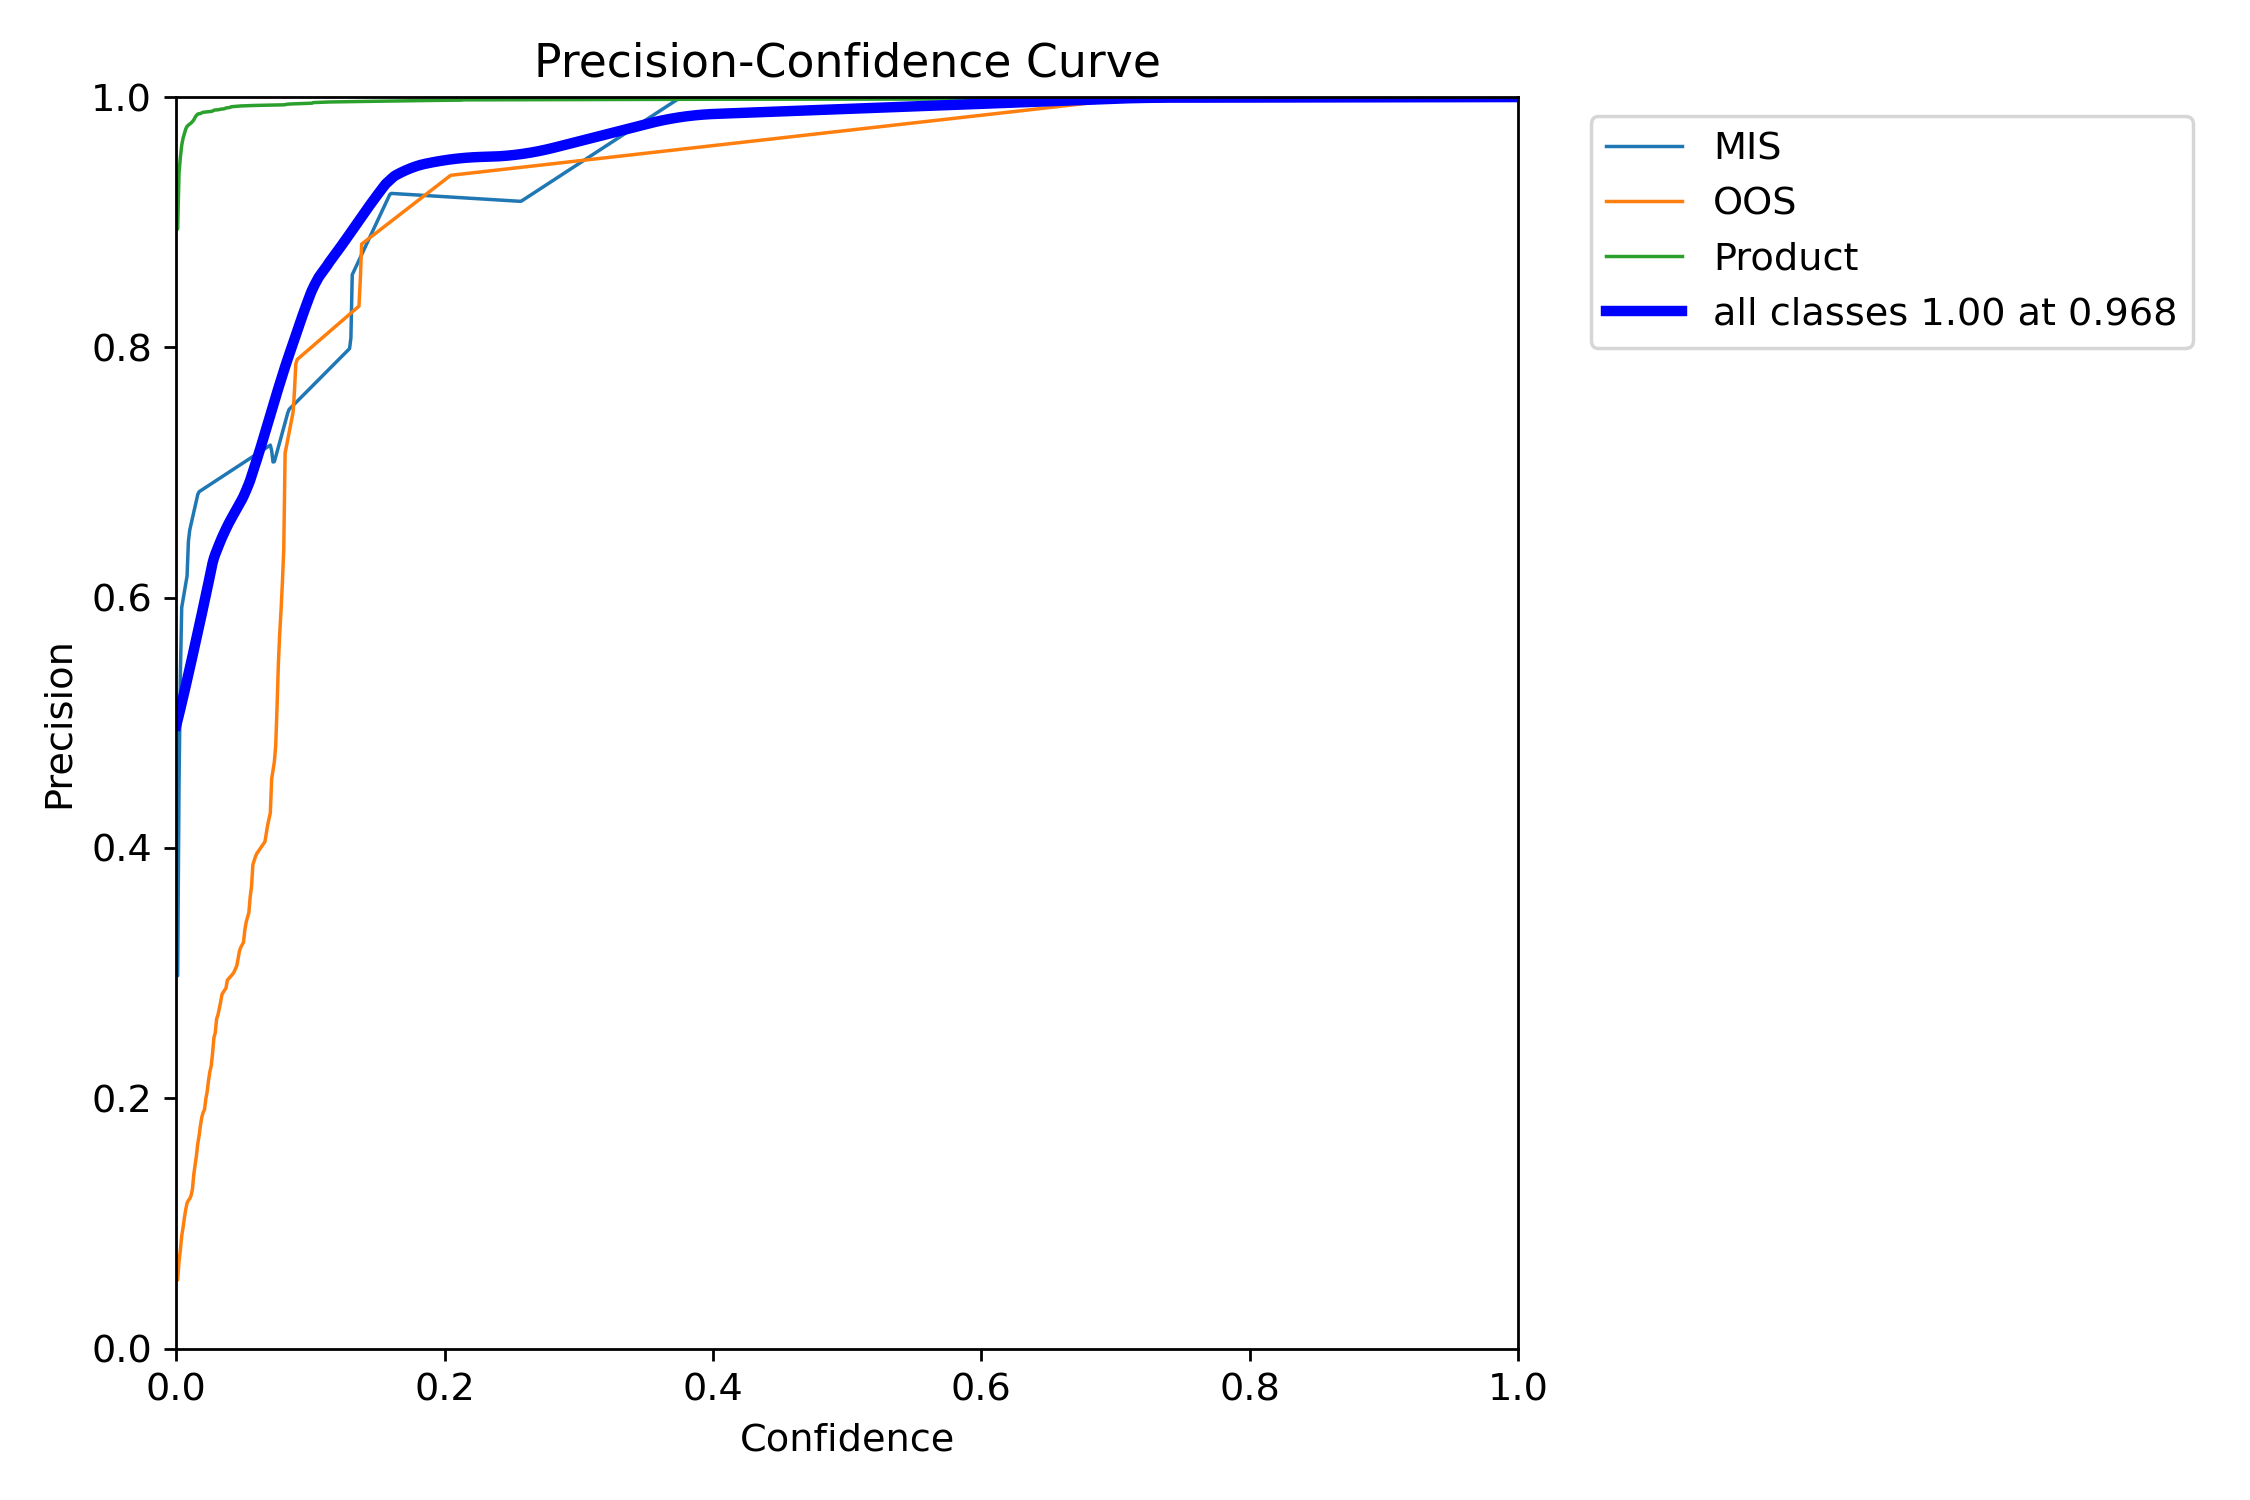 Precision-Confidence Curve
1.0
0.8
0.6
0.4
0.2
0.0
Precision
0.0 0.2 0.4 0.6 0.8 1.0
Confidence
MIS
OOS
Product
all classes 1.00 at 0.968